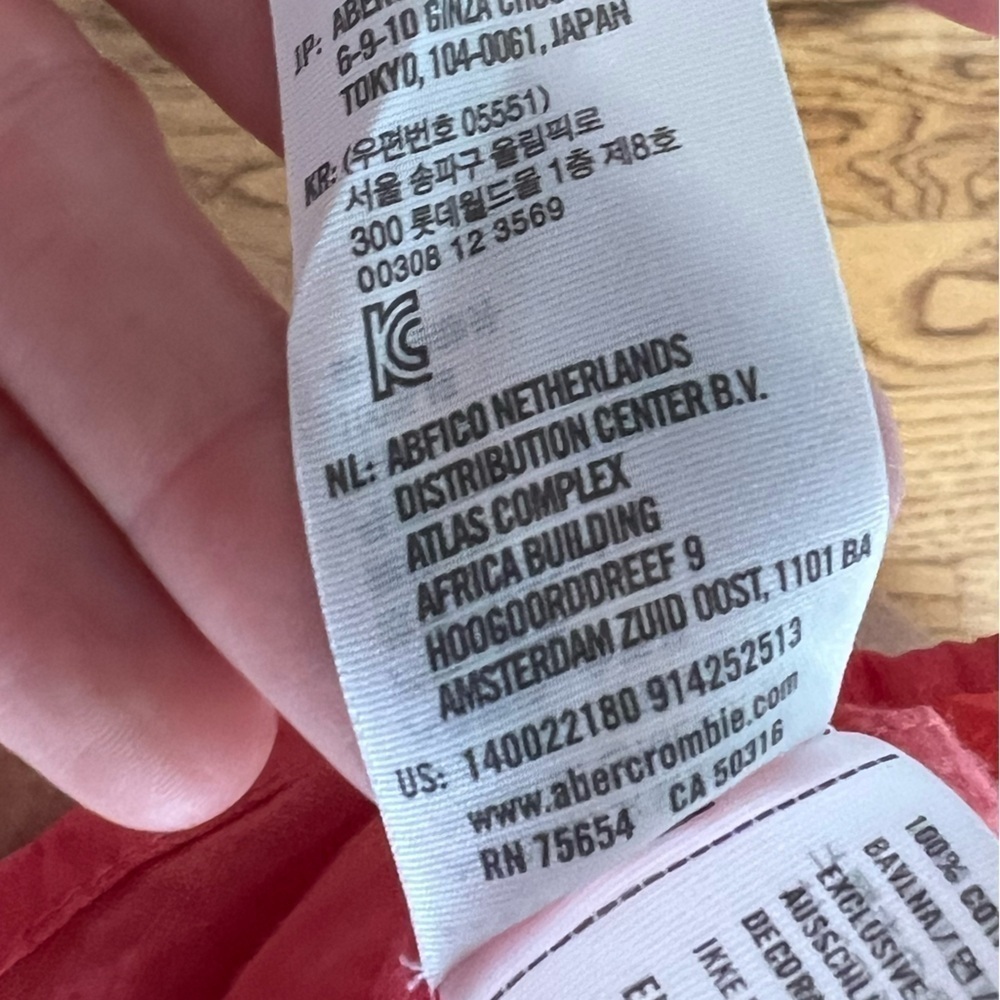 JP:
6-9-10 GINZA
TOKYO, 104-0061, JAPAN
KR: (우편번호 05551)
서울 송파구 올림픽로
300 롯데월드몰 1층 제8호
00308 12 3569
KC
NL: ABFICO NETHERLANDS
DISTRIBUTION CENTER B.V.
ATLAS COMPLEX
AFRICA BUILDING
HOOGOORDDREEF 9
AMSTERDAM ZUID OOST, 1101 BA
140022180 914252513
US: www.abercrombie.com
RN 75654 CA 50316
100%
BAVLNA /
EXCLUSIVE